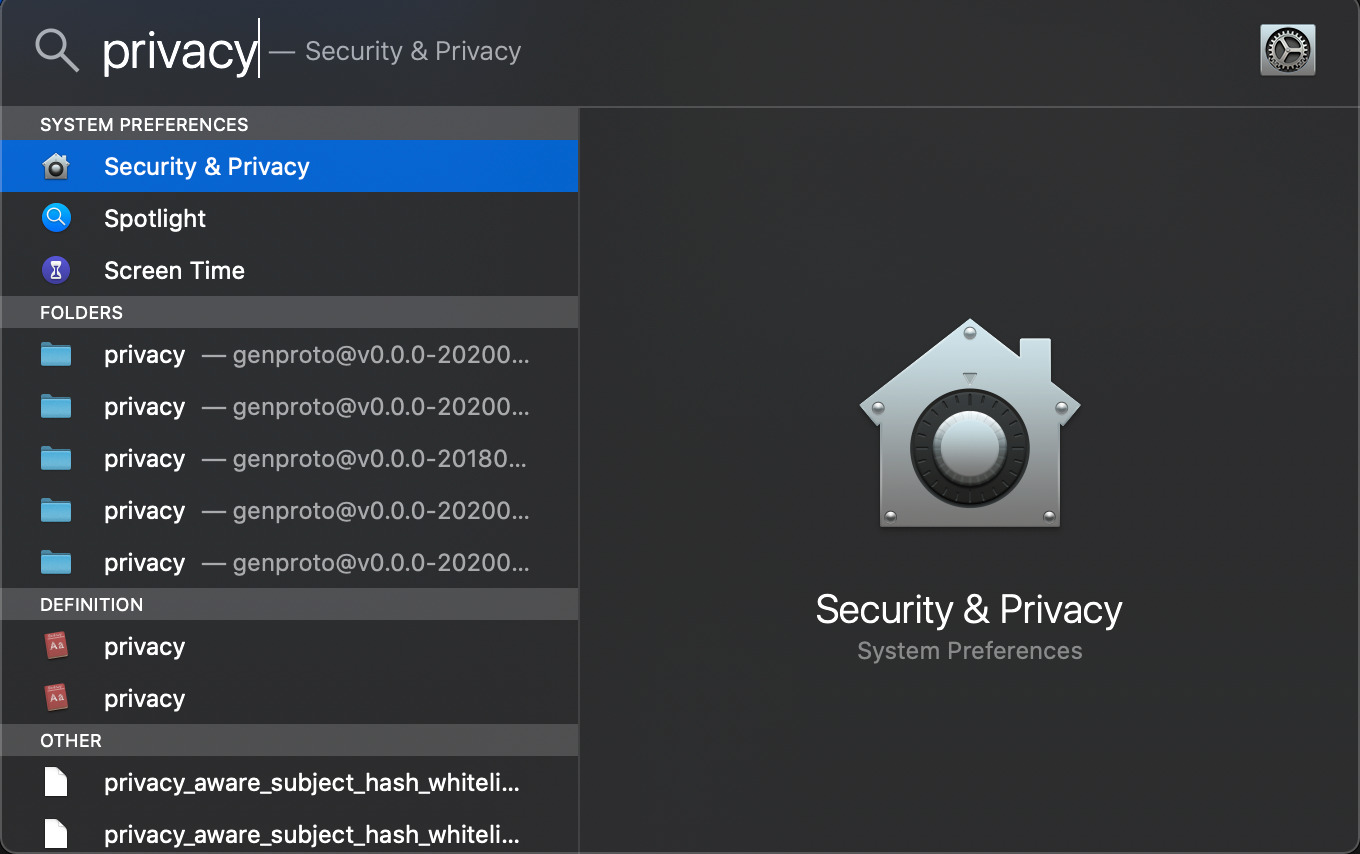 privacy — Security & Privacy
SYSTEM PREFERENCES
Security & Privacy
Spotlight
Screen Time
FOLDERS
privacy — genproto@v0.0.0-20200...
privacy — genproto@v0.0.0-20200...
privacy — genproto@v0.0.0-20180...
privacy — genproto@v0.0.0-20200...
privacy — genproto@v0.0.0-20200...
DEFINITION
Aa privacy
Aa privacy
OTHER
privacy_aware_subject_hash_whiteli...
privacy_aware_subject_hash_whiteli...
Security & Privacy
System Preferences